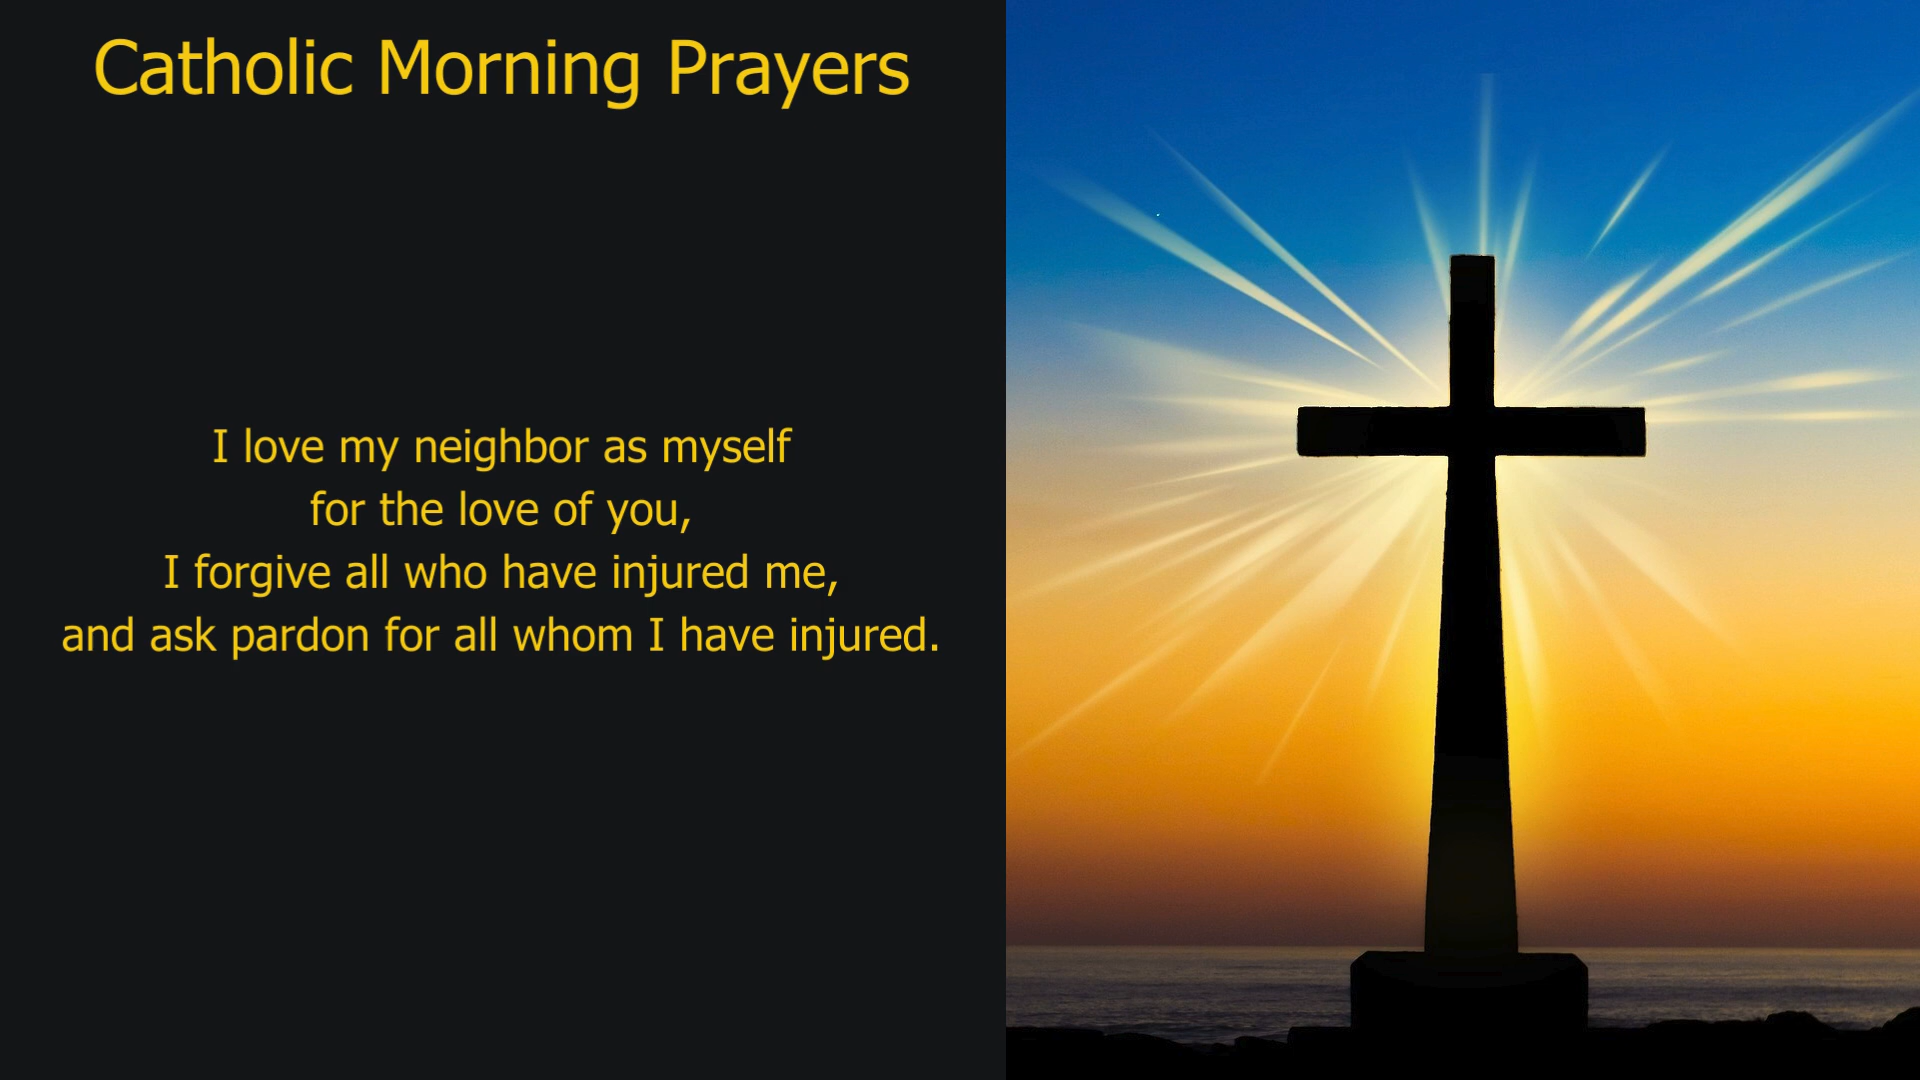 Catholic Morning Prayers
I love my neighbor as myself
for the love of you,
I forgive all who have injured me,
and ask pardon for all whom I have injured.